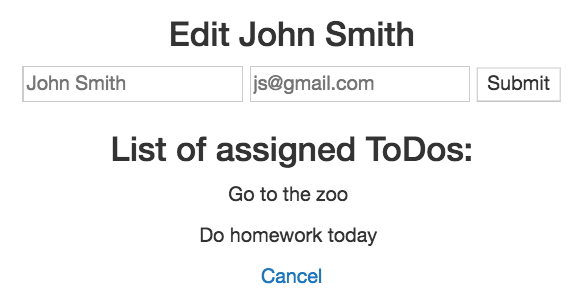 Edit John Smith
John Smith js@gmail.com Submit
List of assigned ToDos:
Go to the zoo
Do homework today
Cancel